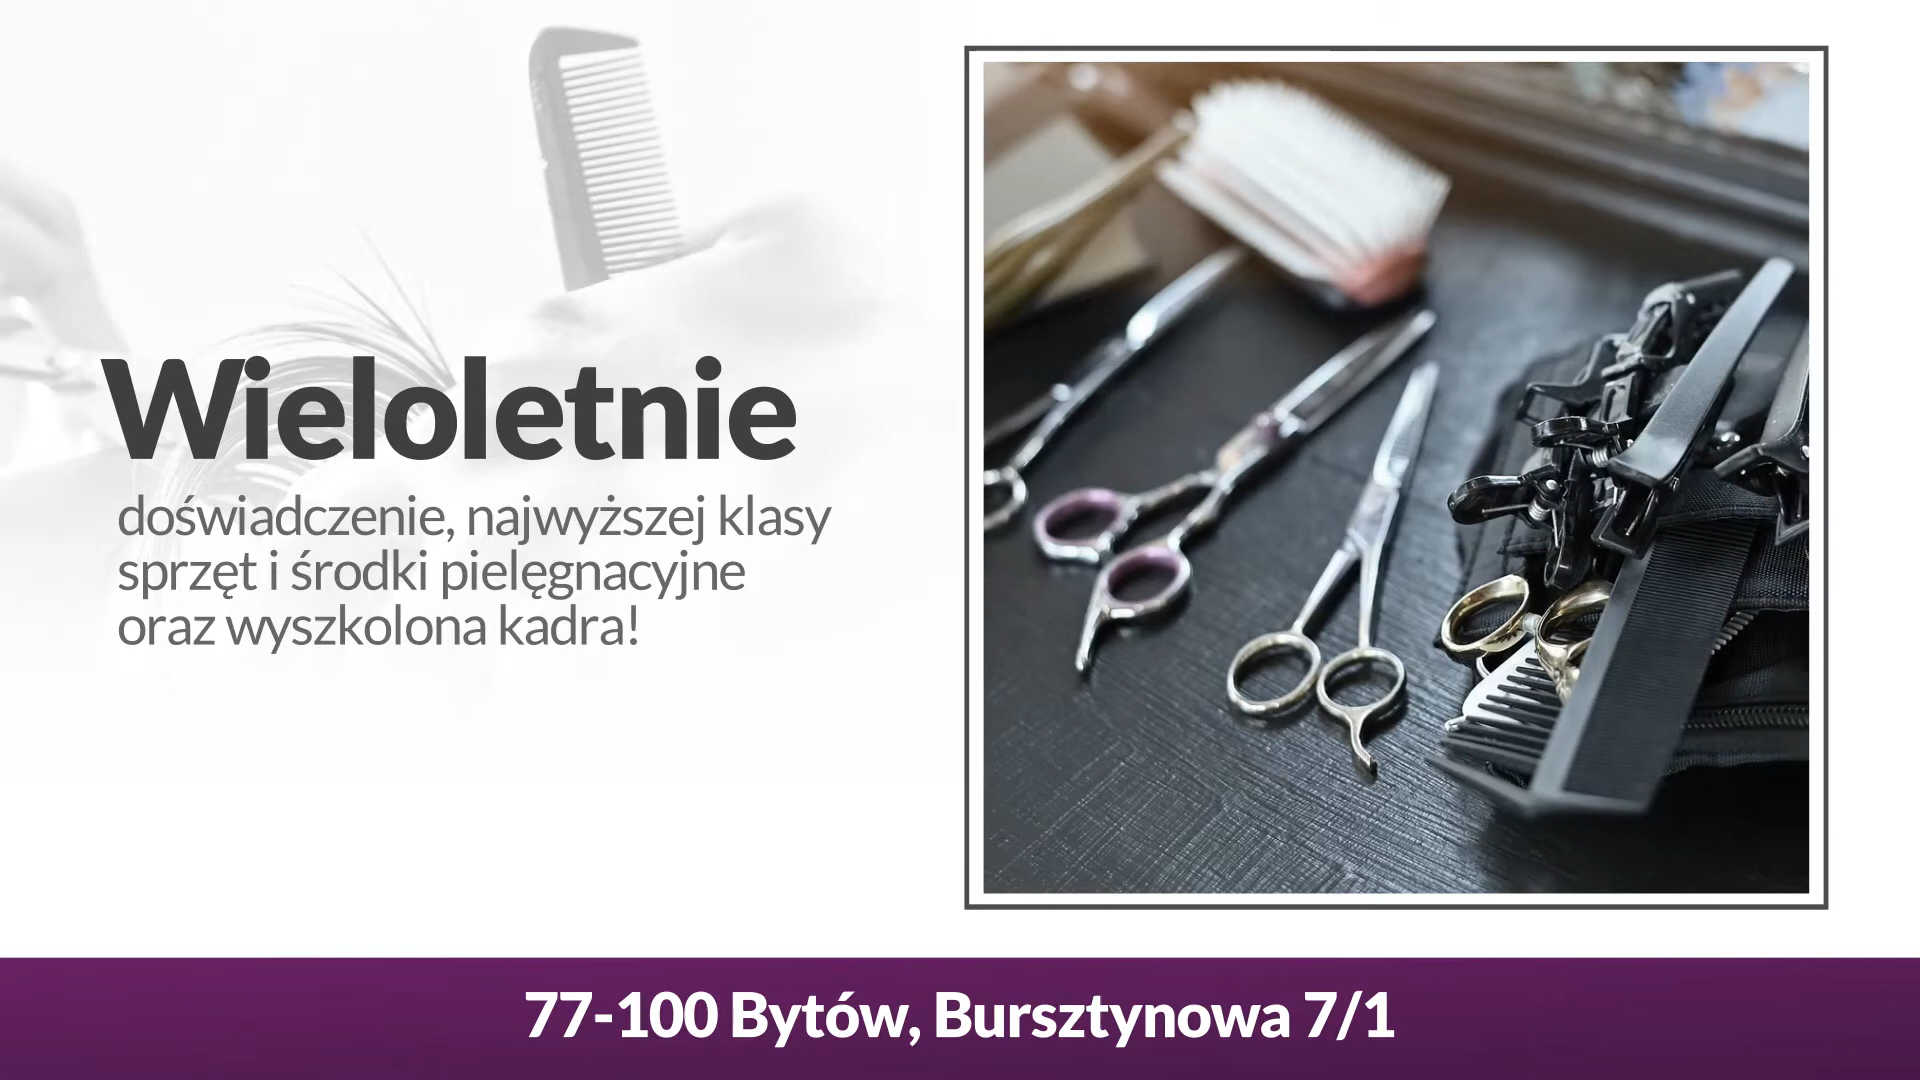 Wieloletnie
doświadczenie, najwyższej klasy
sprzęt i środki pielęgnacyjne
oraz wyszkolona kadra!
77-100 Bytów, Bursztynowa 7/1